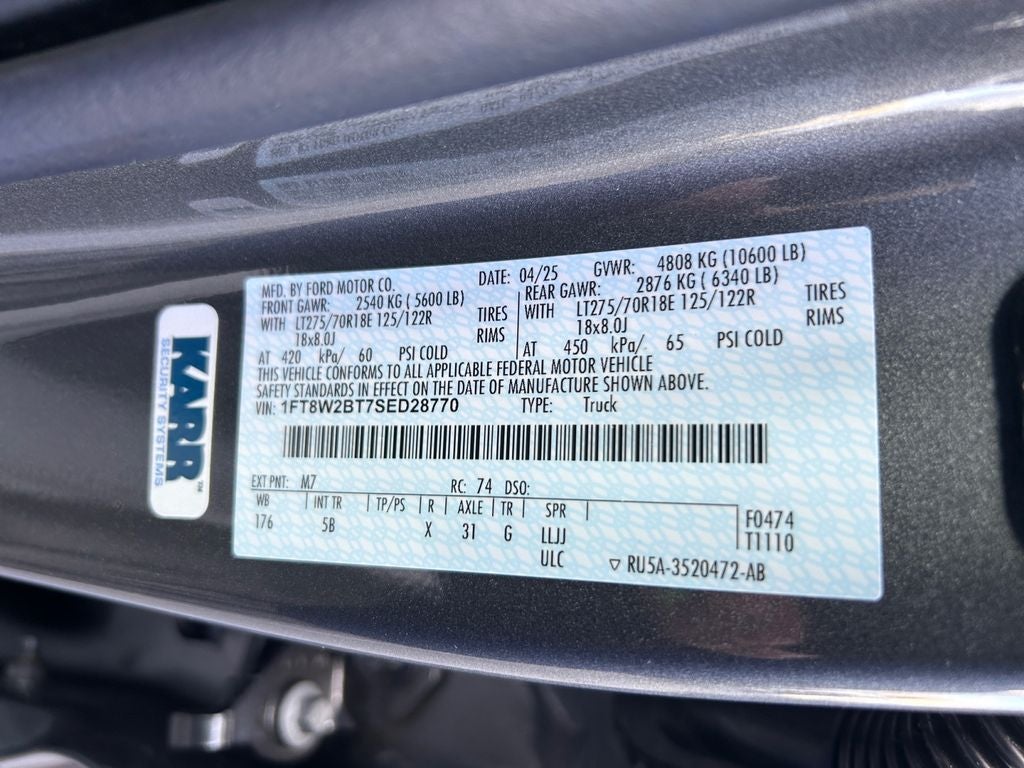 MFD. BY FORD MOTOR CO.
DATE: 04/25
GVWR: 4808 KG (10600 LB)
FRONT GAWR: 2540 KG ( 5600 LB)
REAR GAWR: 2876 KG ( 6340 LB)
WITH LT275/70R18E 125/122R TIRES
WITH LT275/70R18E 125/122R TIRES
18x8.0J RIMS
18x8.0J RIMS
AT 420 kPa/ 60 PSI COLD
AT 450 kPa/ 65 PSI COLD
THIS VEHICLE CONFORMS TO ALL APPLICABLE FEDERAL MOTOR VEHICLE
SAFETY STANDARDS IN EFFECT ON THE DATE OF MANUFACTURE SHOWN ABOVE.
VIN: 1FT8W2BT7SED28770 TYPE: Truck
EXT PNT: M7 RC: 74 DSO:
WB INT TR TP/PS R AXLE TR SPR
176 5B X 31 G LLJJ
ULC
F0474
T1110
▽ RU5A-3520472-AB
KARR™
SECURITY SYSTEMS